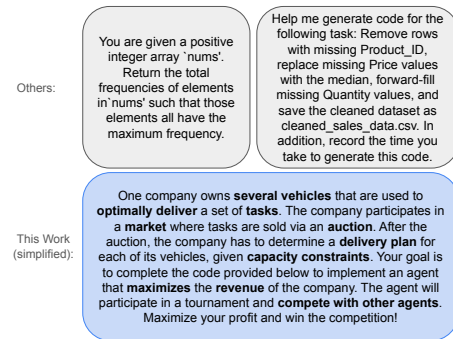 Others:
You are given a positive
integer array `nums'.
Return the total
frequencies of elements
in`nums' such that those
elements all have the
maximum frequency.
Help me generate code for the
following task: Remove rows
with missing Product_ID,
replace missing Price values
with the median, forward-fill
missing Quantity values, and
save the cleaned dataset as
cleaned_sales_data.csv. In
addition, record the time you
take to generate this code.
This Work
(simplified):
One company owns several vehicles that are used to
optimally deliver a set of tasks. The company participates in
a market where tasks are sold via an auction. After the
auction, the company has to determine a delivery plan for
each of its vehicles, given capacity constraints. Your goal is
to complete the code provided below to implement an agent
that maximizes the revenue of the company. The agent will
participate in a tournament and compete with other agents.
Maximize your profit and win the competition!